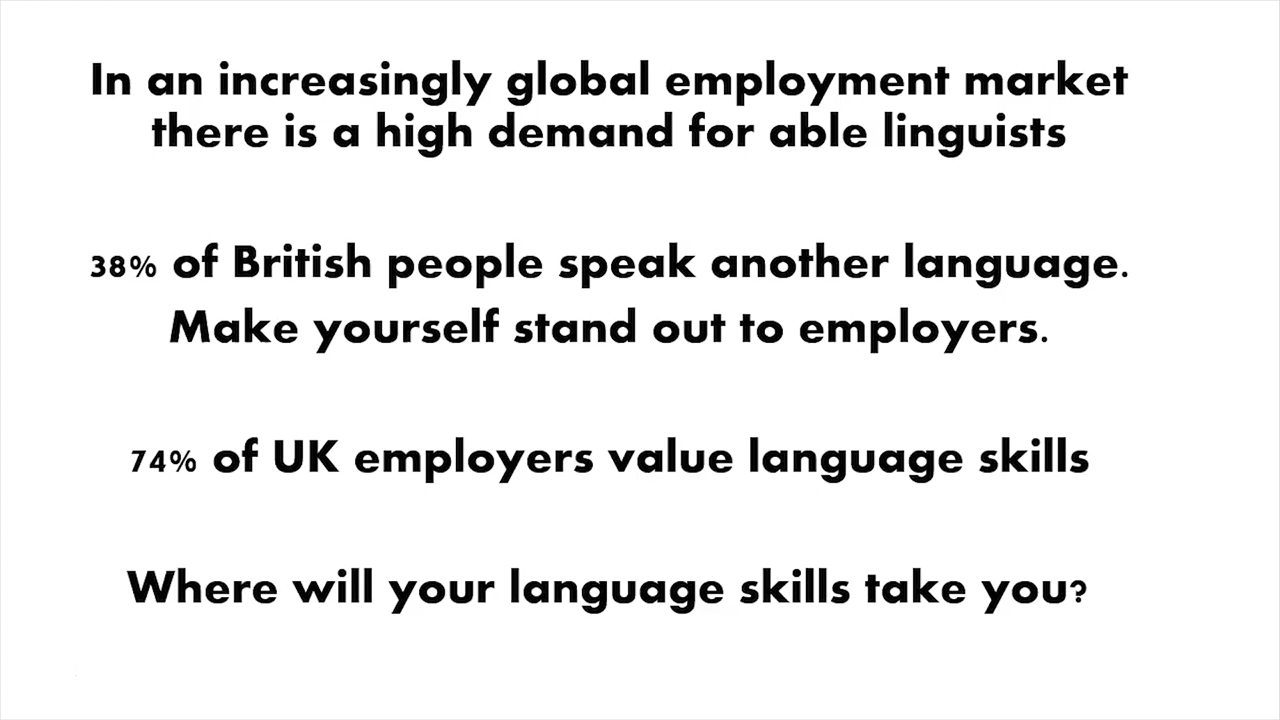 In an increasingly global employment market
there is a high demand for able linguists
38% of British people speak another language.
Make yourself stand out to employers.
74% of UK employers value language skills
Where will your language skills take you?